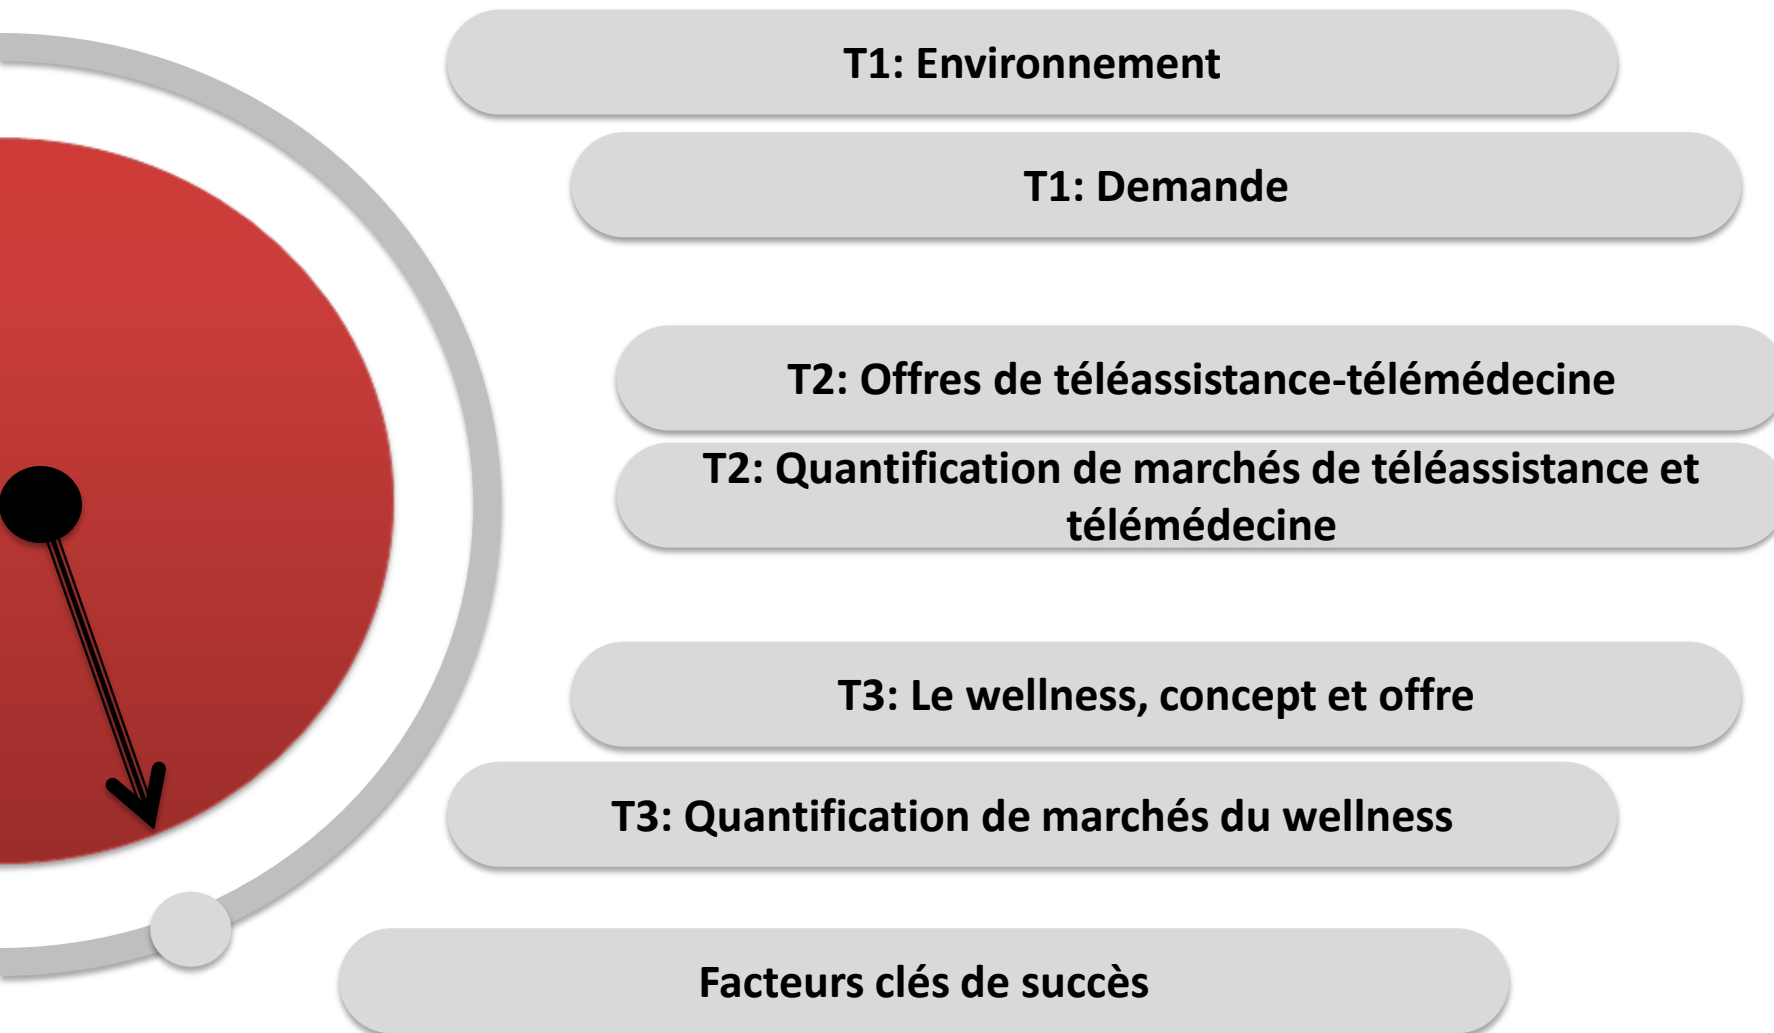 T1: Environnement
T1: Demande
T2: Offres de téléassistance-télémédecine
T2: Quantification de marchés de téléassistance et
télémédecine
T3: Le wellness, concept et offre
T3: Quantification de marchés du wellness
Facteurs clés de succès